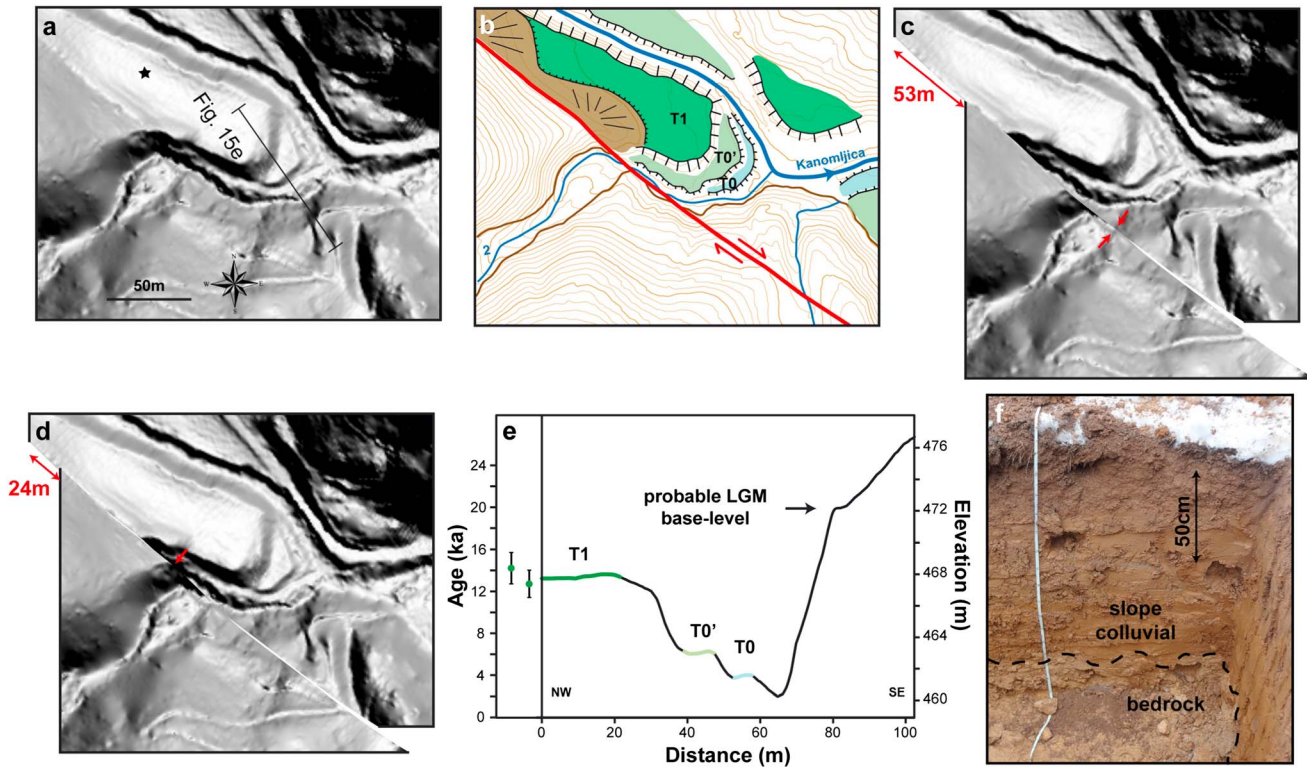 a
Fig. 15e
50m
N
W
E
S
b
T1
T0'
T0
Kanomljica
2
c
53m
d
24m
e
Age (ka)
24
20
16
12
8
4
0
T1
T0'
T0
probable LGM
base-level
NW
SE
476
472
468
464
460
Elevation (m)
0
20
40
60
80
100
Distance (m)
f
50cm
slope
colluvial
bedrock